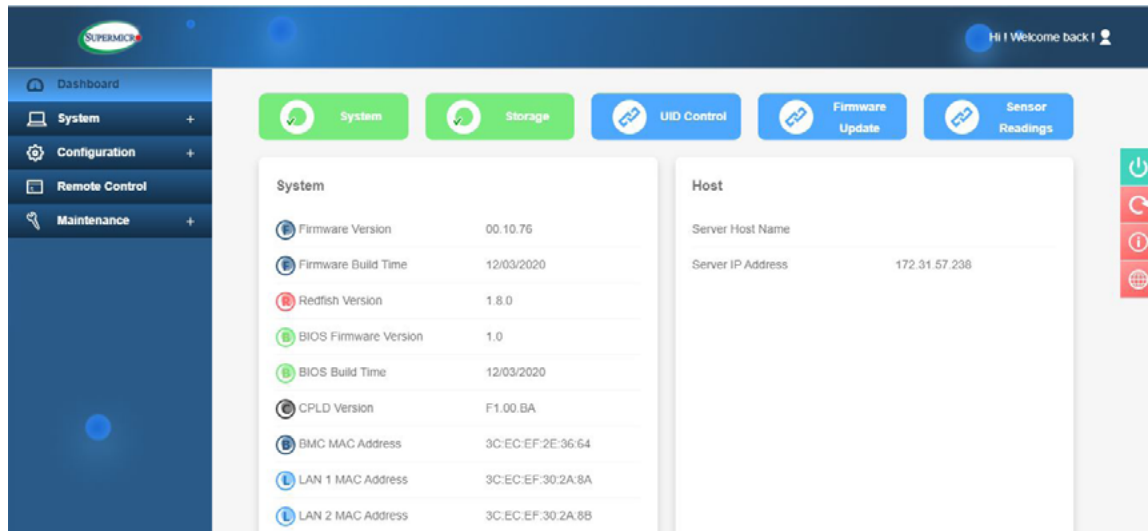 SUPERMICR
Hi ! Welcome back !
Dashboard
System +
Configuration +
Remote Control
Maintenance +
System
Storage
UID Control
Firmware
Update
Sensor
Readings
System
Firmware Version 00.10.76
Firmware Build Time 12/03/2020
Redfish Version 1.8.0
BIOS Firmware Version 1.0
BIOS Build Time 12/03/2020
CPLD Version F1.00.BA
BMC MAC Address 3C:EC:EF:2E:36:64
LAN 1 MAC Address 3C:EC:EF:30:2A:8A
LAN 2 MAC Address 3C:EC:EF:30:2A:8B
Host
Server Host Name
Server IP Address 172.31.57.238